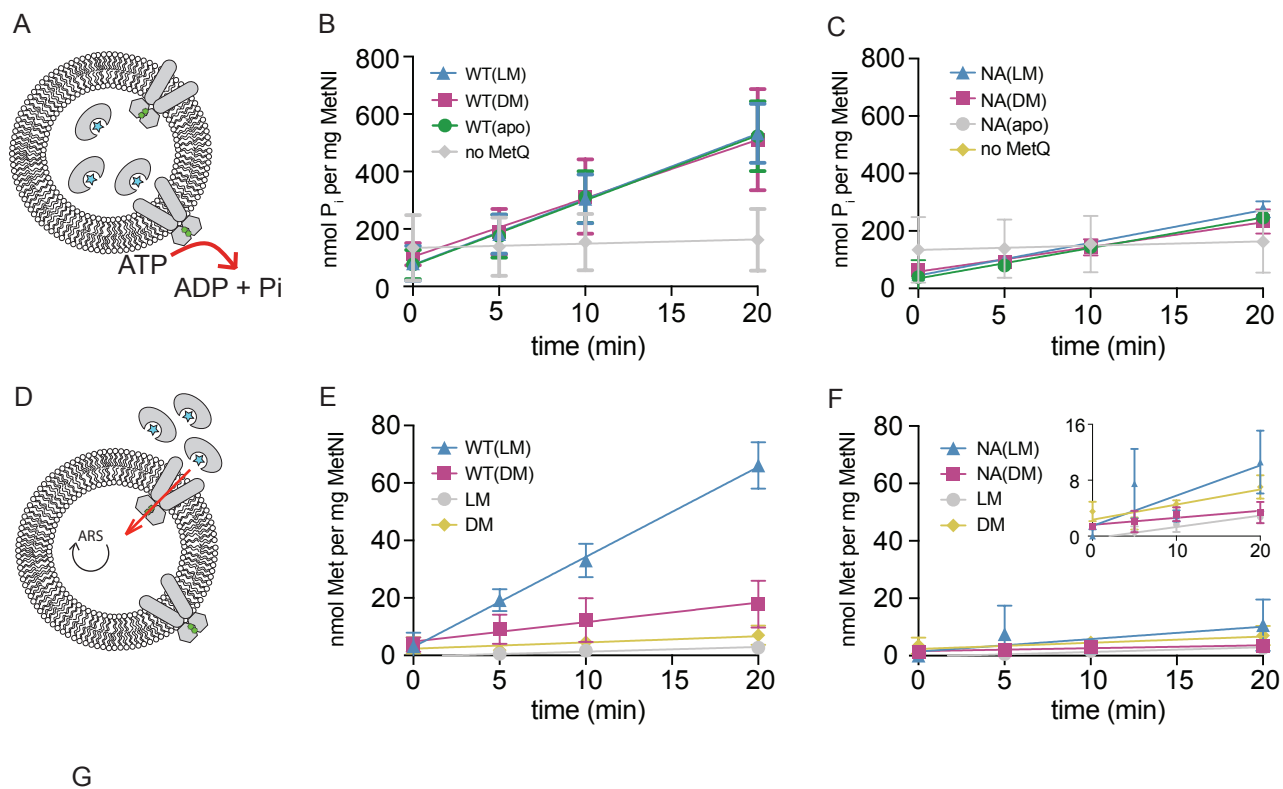 A
ATP
ADP + Pi
B
nmol Pi per mg MetNI
800
600
400
200
0
WT(LM)
WT(DM)
WT(apo)
no MetQ
0 5 10 15 20
time (min)
C
nmol Pi per mg MetNI
800
600
400
200
0
NA(LM)
NA(DM)
NA(apo)
no MetQ
0 5 10 15 20
time (min)
D
ARS
E
nmol Met per mg MetNI
80
60
40
20
0
WT(LM)
WT(DM)
LM
DM
0 5 10 15 20
time (min)
F
nmol Met per mg MetNI
80
60
40
20
0
NA(LM)
NA(DM)
LM
DM
16
8
0
0 5 10 20
0 5 10 15 20
time (min)
G